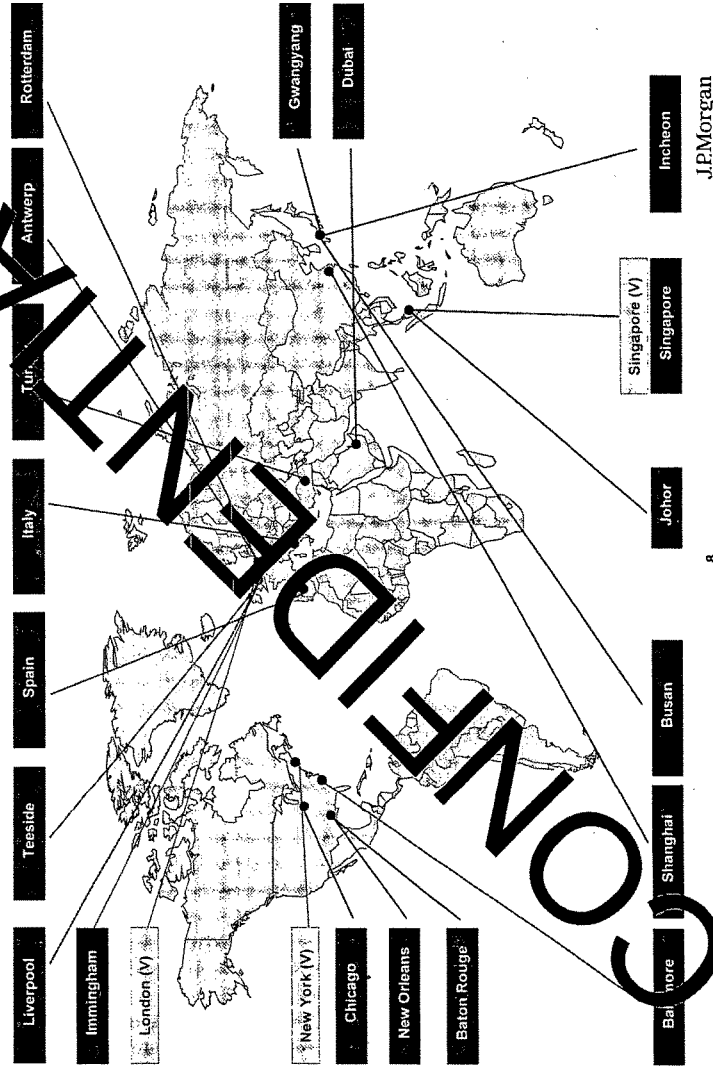 Liverpool
Teeside
Spain
Italy
Antwerp
Rotterdam
Immingham
London (V)
New York (V)
Chicago
New Orleans
Baton Rouge
Gwangyang
Dubai
Shanghai
Busan
Johor
Singapore (V)
Singapore
Incheon
8
J.P.Morgan